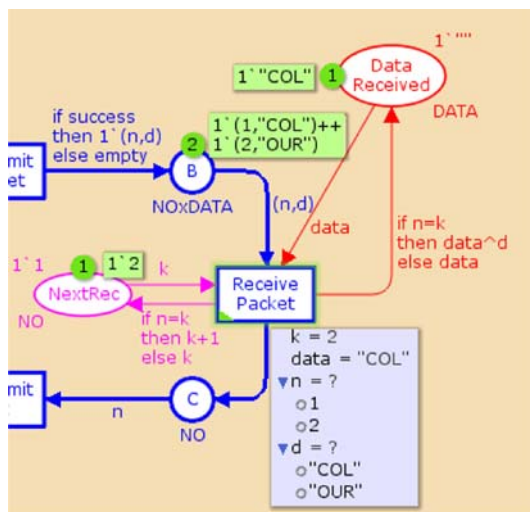 1`""
1`"COL"
1
Data
Received
DATA
if success
then 1`(n,d)
else empty
2
1`(1,"COL")++
1`(2,"OUR")
mit
et
B
NOxDATA
(n,d)
data
if n=k
then data^d
else data
1`1
1
1`2
k
NextRec
NO
Receive
Packet
if n=k
then k+1
else k
k = 2
data = "COL"
n = ?
1
2
d = ?
"COL"
"OUR"
mit
n
C
NO